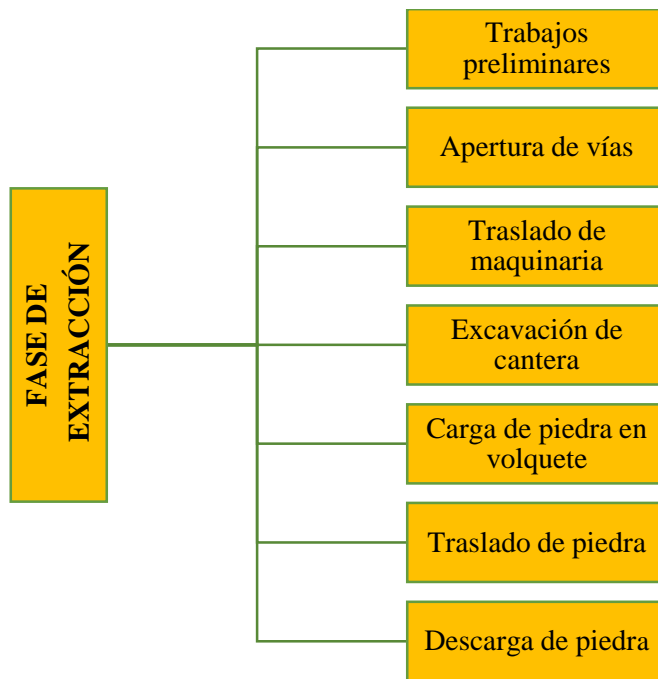 FASE DE
EXTRACCIÓN
Trabajos
preliminares
Apertura de vías
Traslado de
maquinaria
Excavación de
cantera
Carga de piedra en
volquete
Traslado de piedra
Descarga de piedra